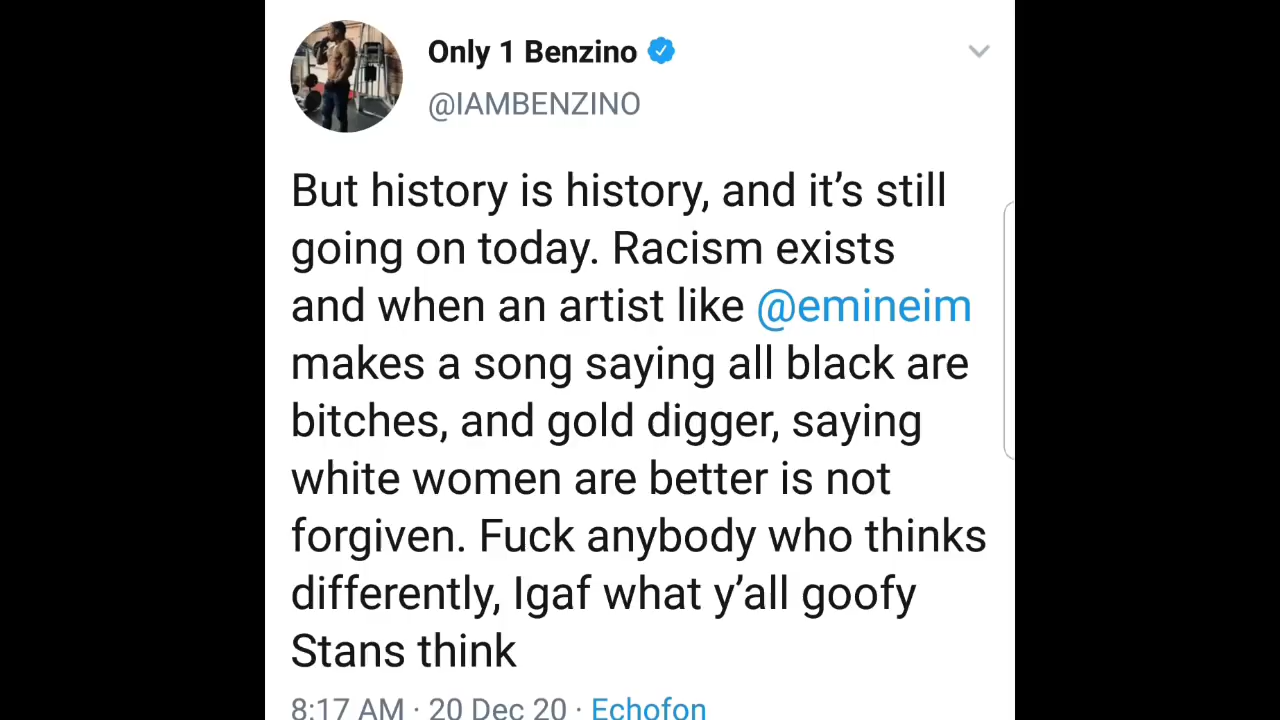 Only 1 Benzino
@IAMBENZINO
But history is history, and it’s still
going on today. Racism exists
and when an artist like @emineim
makes a song saying all black are
bitches, and gold digger, saying
white women are better is not
forgiven. Fuck anybody who thinks
differently, Igaf what y’all goofy
Stans think
8:17 AM · 20 Dec 20 · Echofon